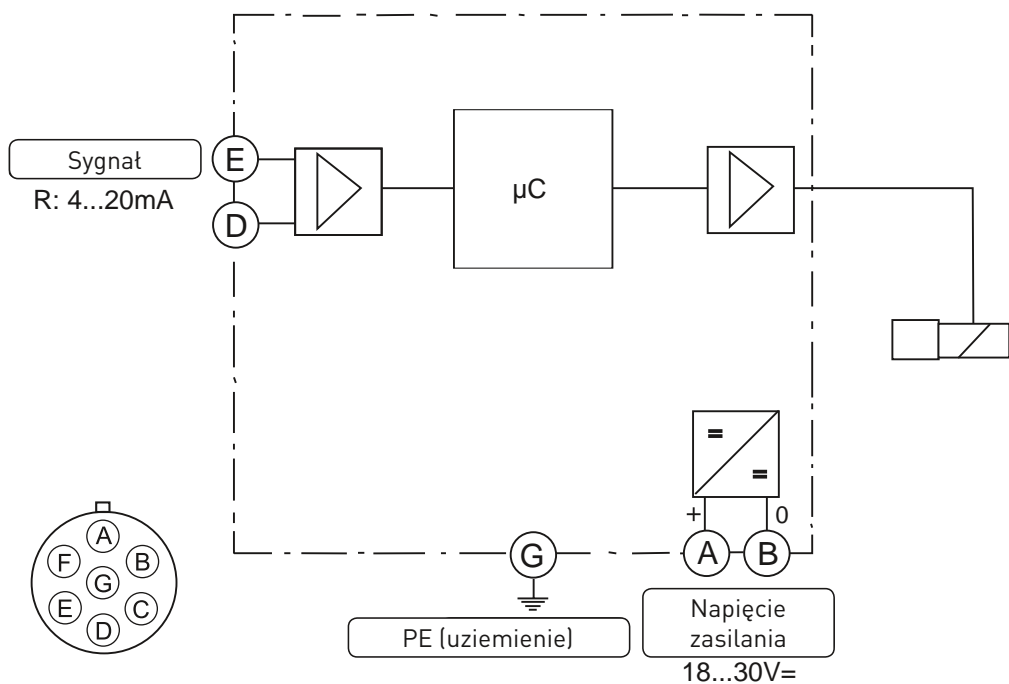 Sygnał
R: 4...20mA
E
D
µC
=
=
+
0
G
A
B
PE (uziemienie)
Napięcie
zasilania
18...30V=
A
F
B
G
E
C
D